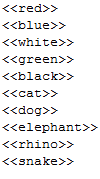 <<red>>
<<blue>>
<<white>>
<<green>>
<<black>>
<<cat>>
<<dog>>
<<elephant>>
<<rhino>>
<<snake>>